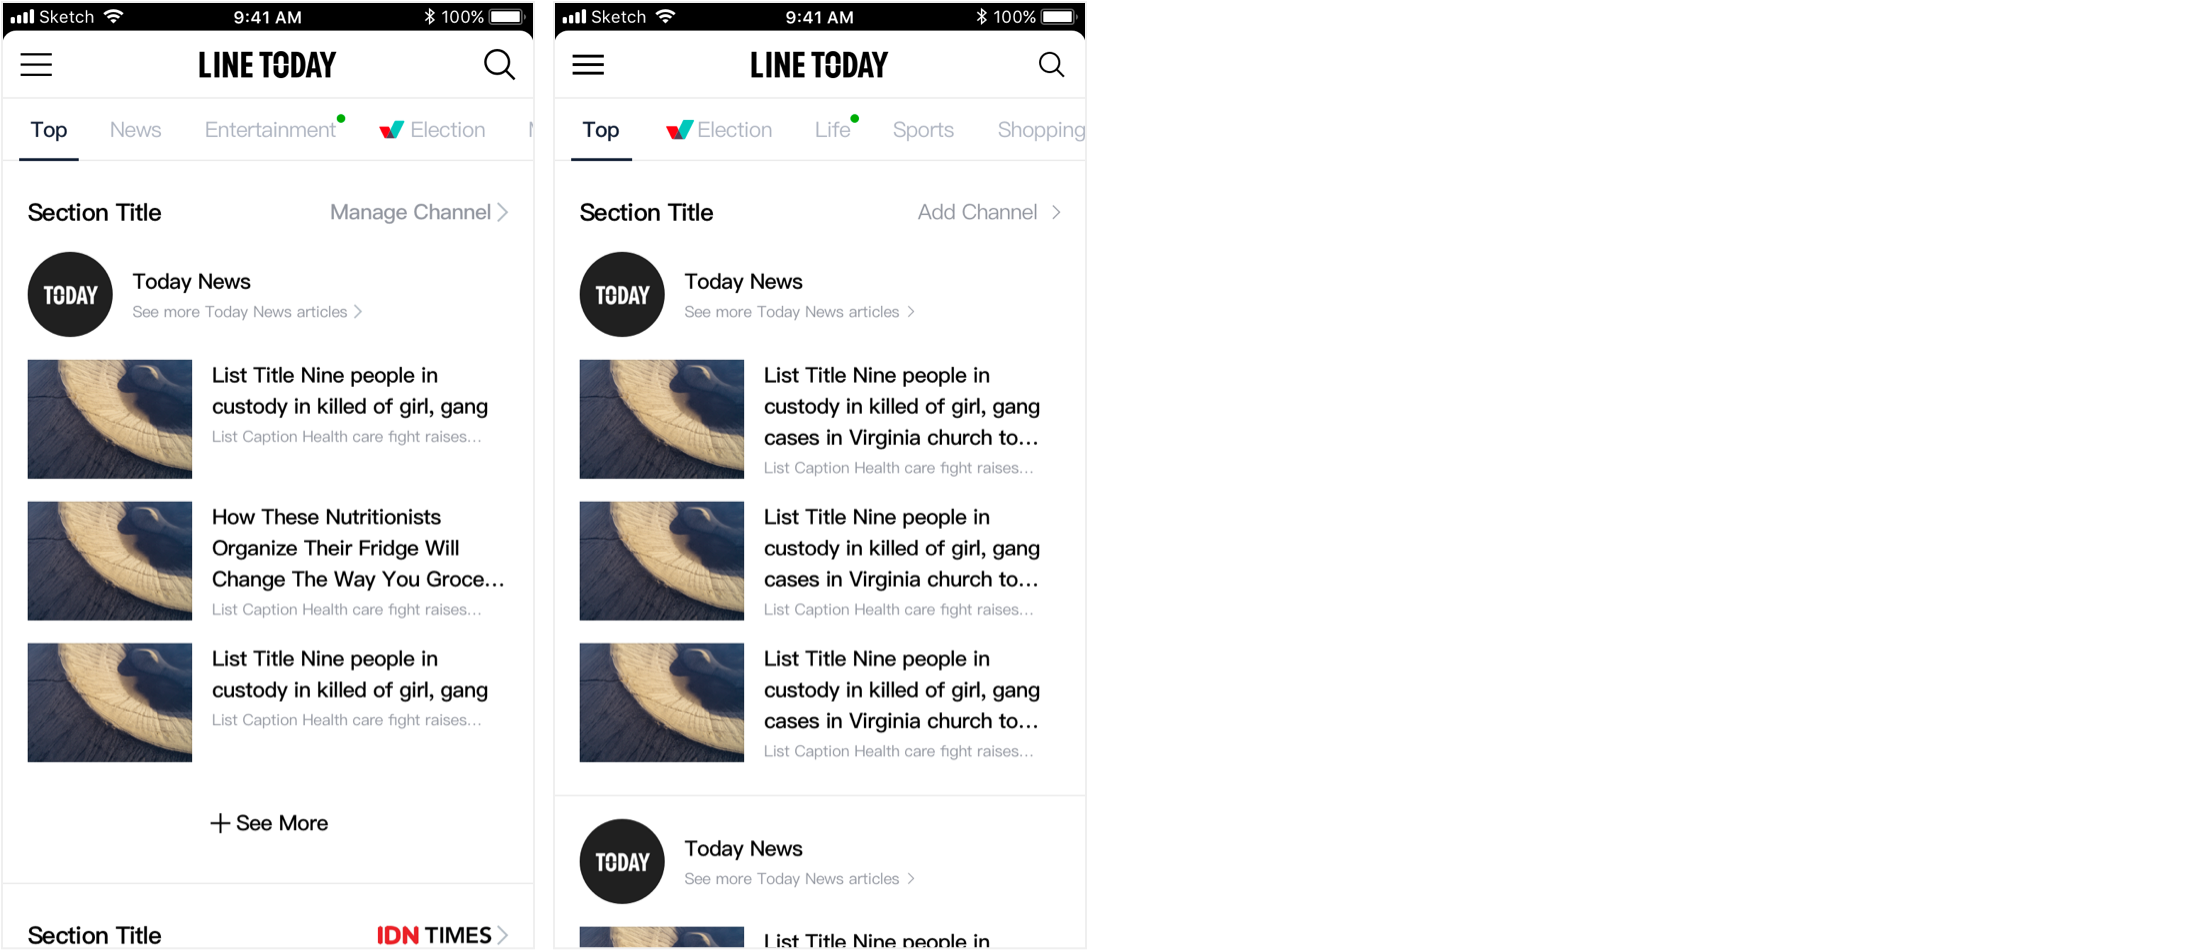 Sketch 9:41 AM 100%
LINE TODAY
Top News Entertainment Election
Section Title Manage Channel
TODAY
Today News
See more Today News articles
List Title Nine people in
custody in killed of girl, gang
List Caption Health care fight raises...
How These Nutritionists
Organize Their Fridge Will
Change The Way You Groce...
List Caption Health care fight raises...
List Title Nine people in
custody in killed of girl, gang
List Caption Health care fight raises...
See More
Section Title IDN TIMES
Sketch 9:41 AM 100%
LINE TODAY
Top Election Life Sports Shopping
Section Title Add Channel
TODAY
Today News
See more Today News articles
List Title Nine people in
custody in killed of girl, gang
cases in Virginia church to...
List Caption Health care fight raises...
List Title Nine people in
custody in killed of girl, gang
cases in Virginia church to...
List Caption Health care fight raises...
List Title Nine people in
custody in killed of girl, gang
cases in Virginia church to...
List Caption Health care fight raises...
TODAY
Today News
See more Today News articles
List Title Nine people in